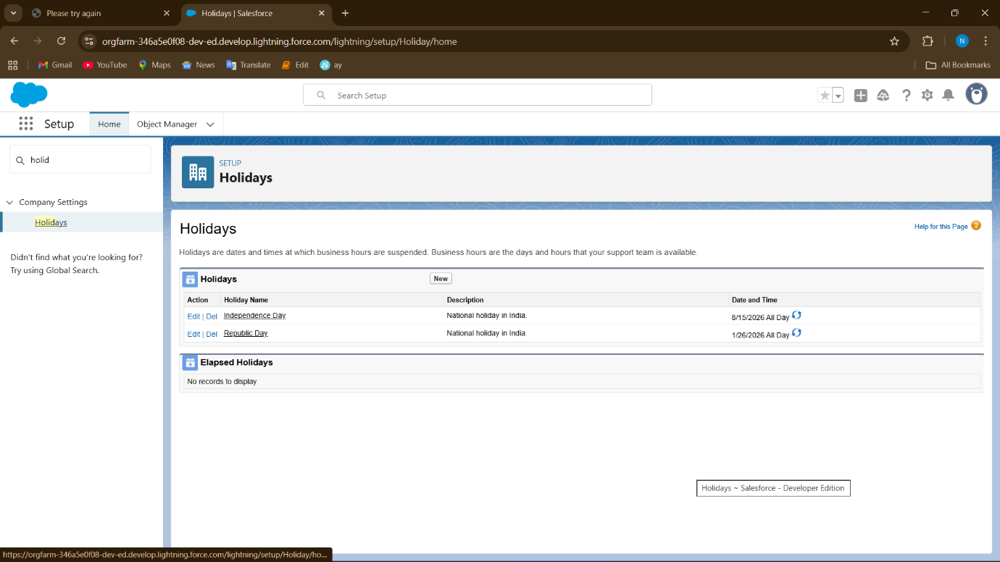 Please try again
Holidays | Salesforce
orgfarm-346a5e0f08-dev-ed.develop.lightning.force.com/lightning/setup/Holiday/home
N
Gmail
YouTube
Maps
News
Translate
Edit
ay
All Bookmarks
Search Setup
Setup
Home
Object Manager
holid
Company Settings
Holidays
Didn't find what you're looking for?
Try using Global Search.
SETUP
Holidays
Holidays
Help for this Page
Holidays are dates and times at which business hours are suspended. Business hours are the days and hours that your support team is available.
Holidays
New
Action Holiday Name Description Date and Time
Edit | Del Independence Day National holiday in India. 8/15/2026 All Day
Edit | Del Republic Day National holiday in India 1/26/2026 All Day
Elapsed Holidays
No records to display
Holidays ~ Salesforce - Developer Edition
https://orgfarm-346a5e0f08-dev-ed.develop.lightning.force.com/lightning/setup/Holiday/ho...